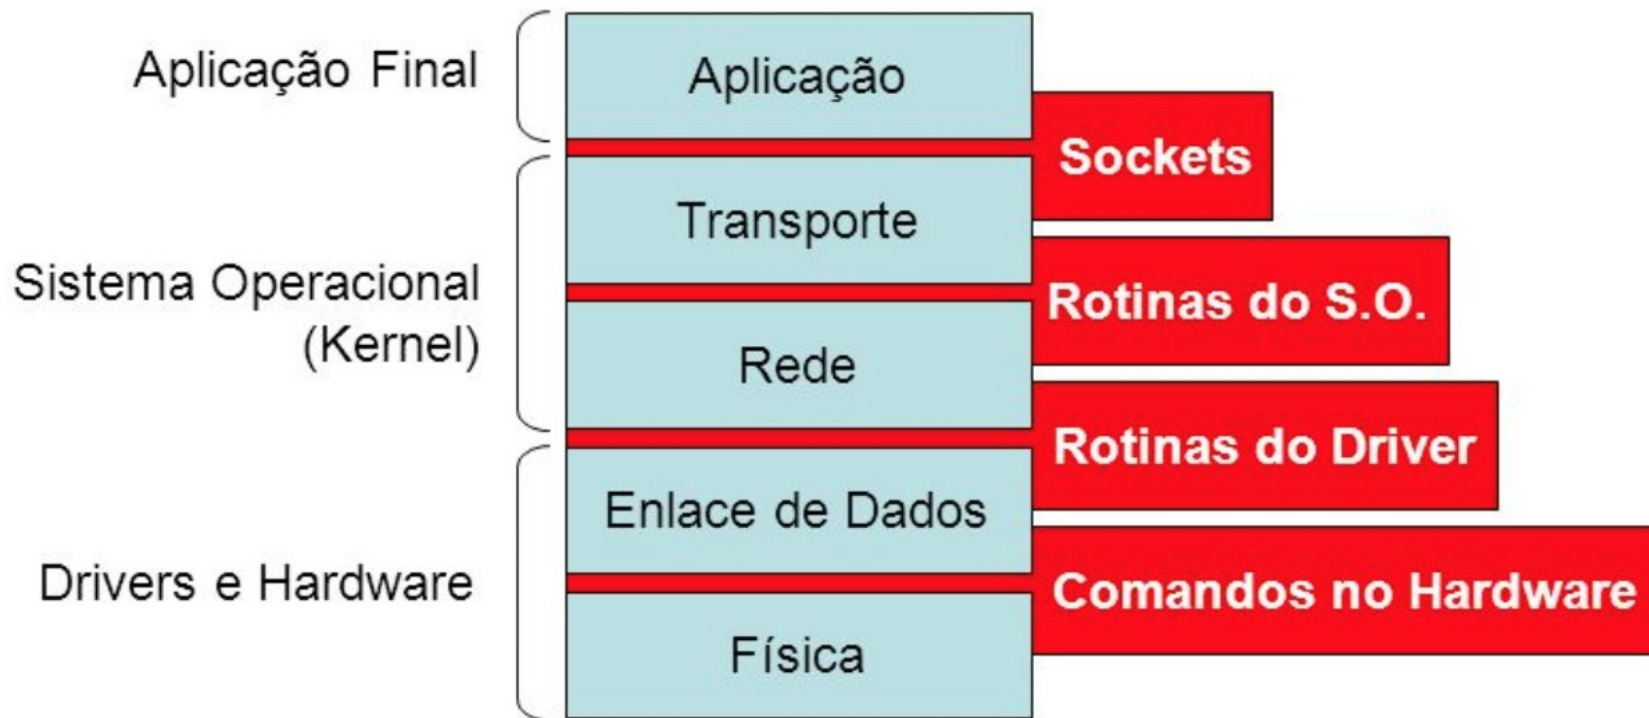 Aplicação Final
Aplicação
Sockets
Transporte
Sistema Operacional
(Kernel)
Rotinas do S.O.
Rede
Rotinas do Driver
Enlace de Dados
Drivers e Hardware
Comandos no Hardware
Física